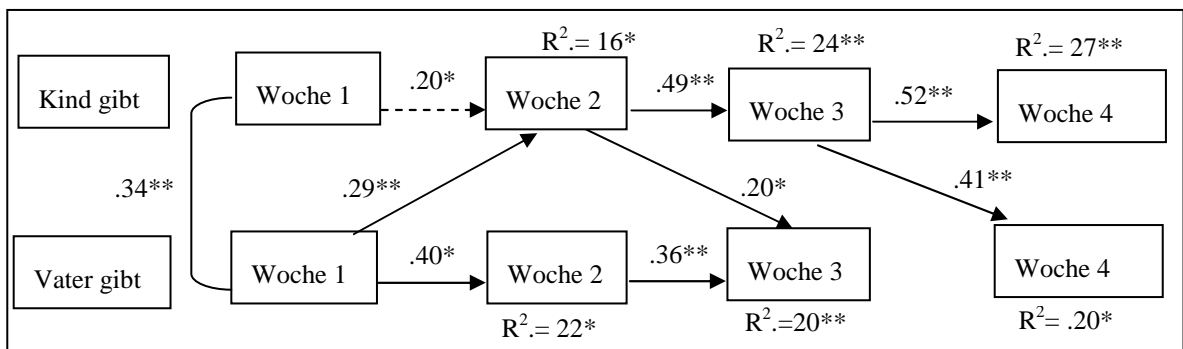 R².= 16*
R².= 24**
R².= 27**
Kind gibt
Woche 1
.20*
Woche 2
.49**
Woche 3
.52**
Woche 4
.34**
.29**
.20*
.41**
Vater gibt
Woche 1
.40*
Woche 2
.36**
Woche 3
Woche 4
R².= 22*
R².=20**
R²= .20*